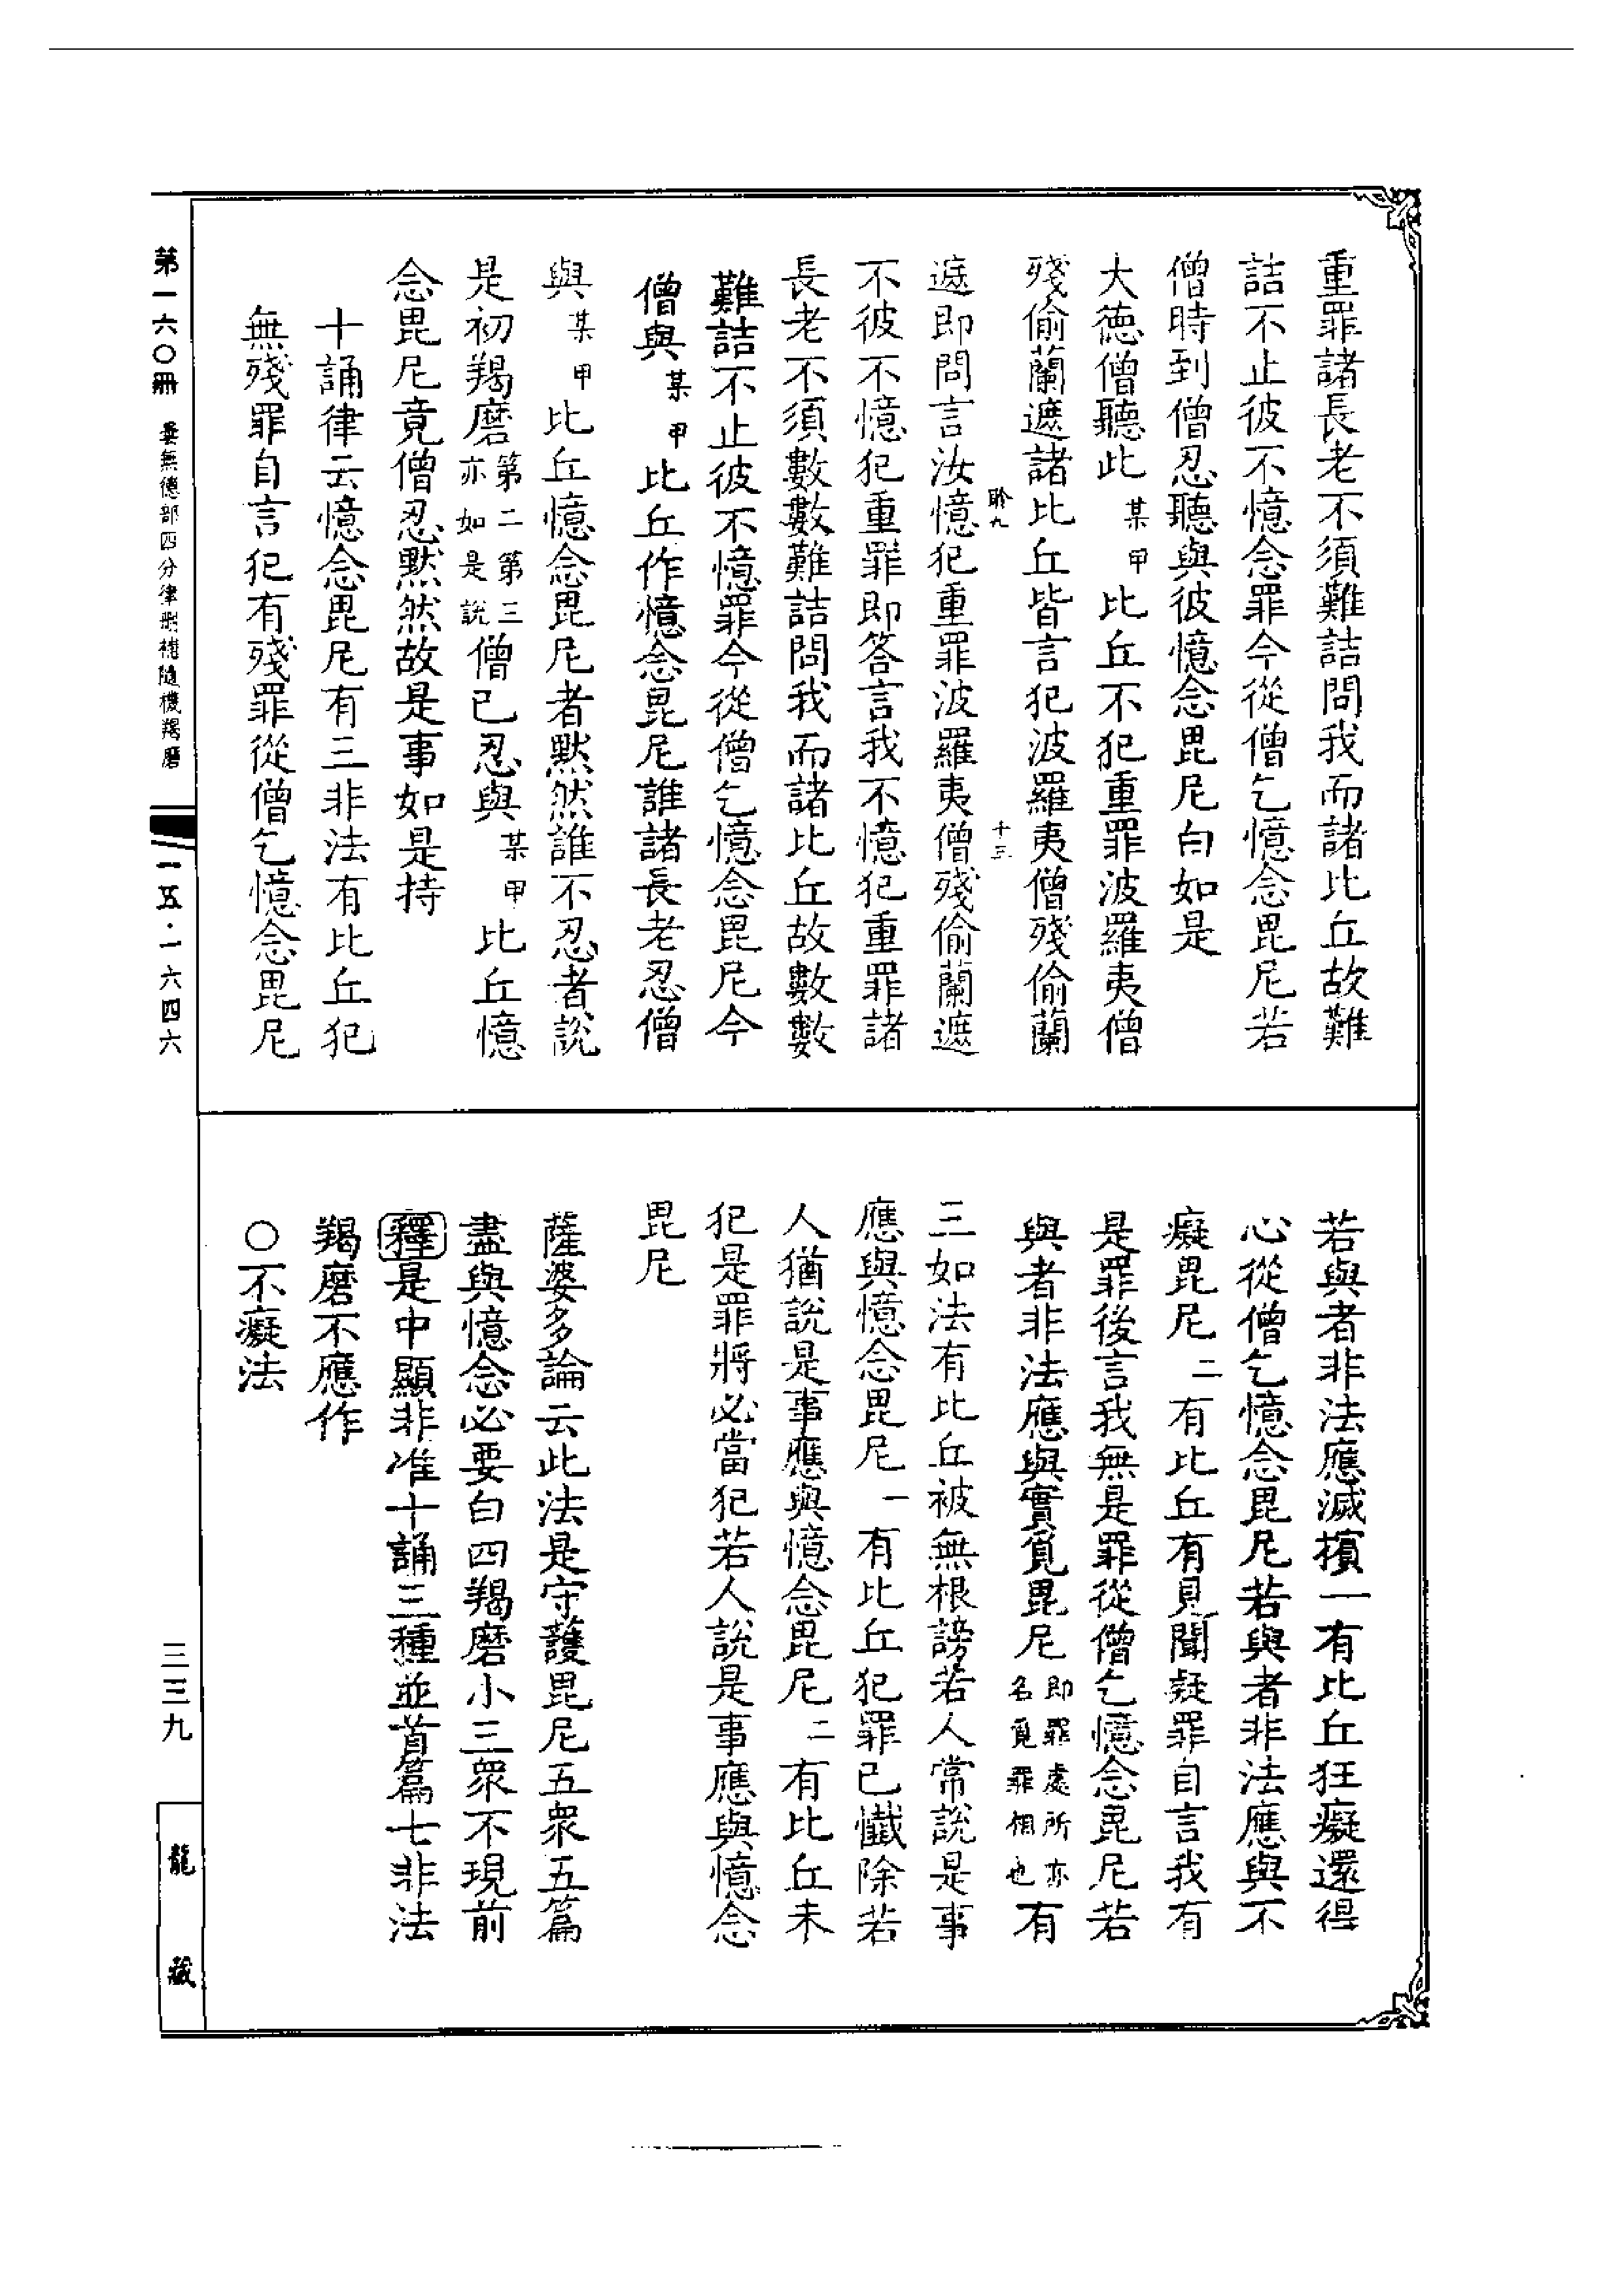 重罪諸長老不須難詰問我而諸比丘故難
詰不止彼不憶念罪今從僧乞憶念毘尼若
僧時到僧忍聽與彼憶念毘尼白如是
大德僧聽此某甲比丘不犯重罪波羅夷僧
殘偷蘭遮諸比丘皆言犯波羅夷僧殘偷蘭
聆九 十三
遮即問言汝憶犯重罪波羅夷僧殘偷蘭遮
不彼不憶犯重罪即答言我不憶犯重罪諸
長老不須數數難詰問我而諸比丘故數數
難詰不止彼不憶罪今從僧乞憶念毘尼今
僧與某甲比丘作憶念毘尼誰諸長老忍僧
與某甲比丘憶念毘尼者默然誰不忍者說
是初羯磨第二第三亦如是說僧已忍與某甲比丘憶
念毘尼竟僧忍默然故是事如是持
十誦律云憶念毘尼有三非法有比丘犯
無殘罪自言犯有殘罪從僧乞憶念毘尼
若與者非法應滅擯一有比丘狂癡還得
心從僧乞憶念毘尼若與者非法應與不
癡毘尼二有比丘有見聞疑罪自言我有
是罪後言我無是罪從僧乞憶念毘尼若
與者非法應與實覓毘尼即罪處所亦名覓罪相也有
三如法有比丘被無根謗若人常說是事
應與憶念毘尼一有比丘犯罪已懺除若
人猶說是事應與憶念毘尼二有比丘未
犯是罪將必當犯若人說是事應與憶念
毘尼
薩婆多論云此法是守護毘尼五眾五篇
盡與憶念必要白四羯磨小三眾不現前
釋是中顯非准十誦三種並首篇七非法
羯磨不應作
○不癡法
第一六〇冊 曇無德部四分律刪補隨機羯磨
一五·一六四六
三三九
龍藏